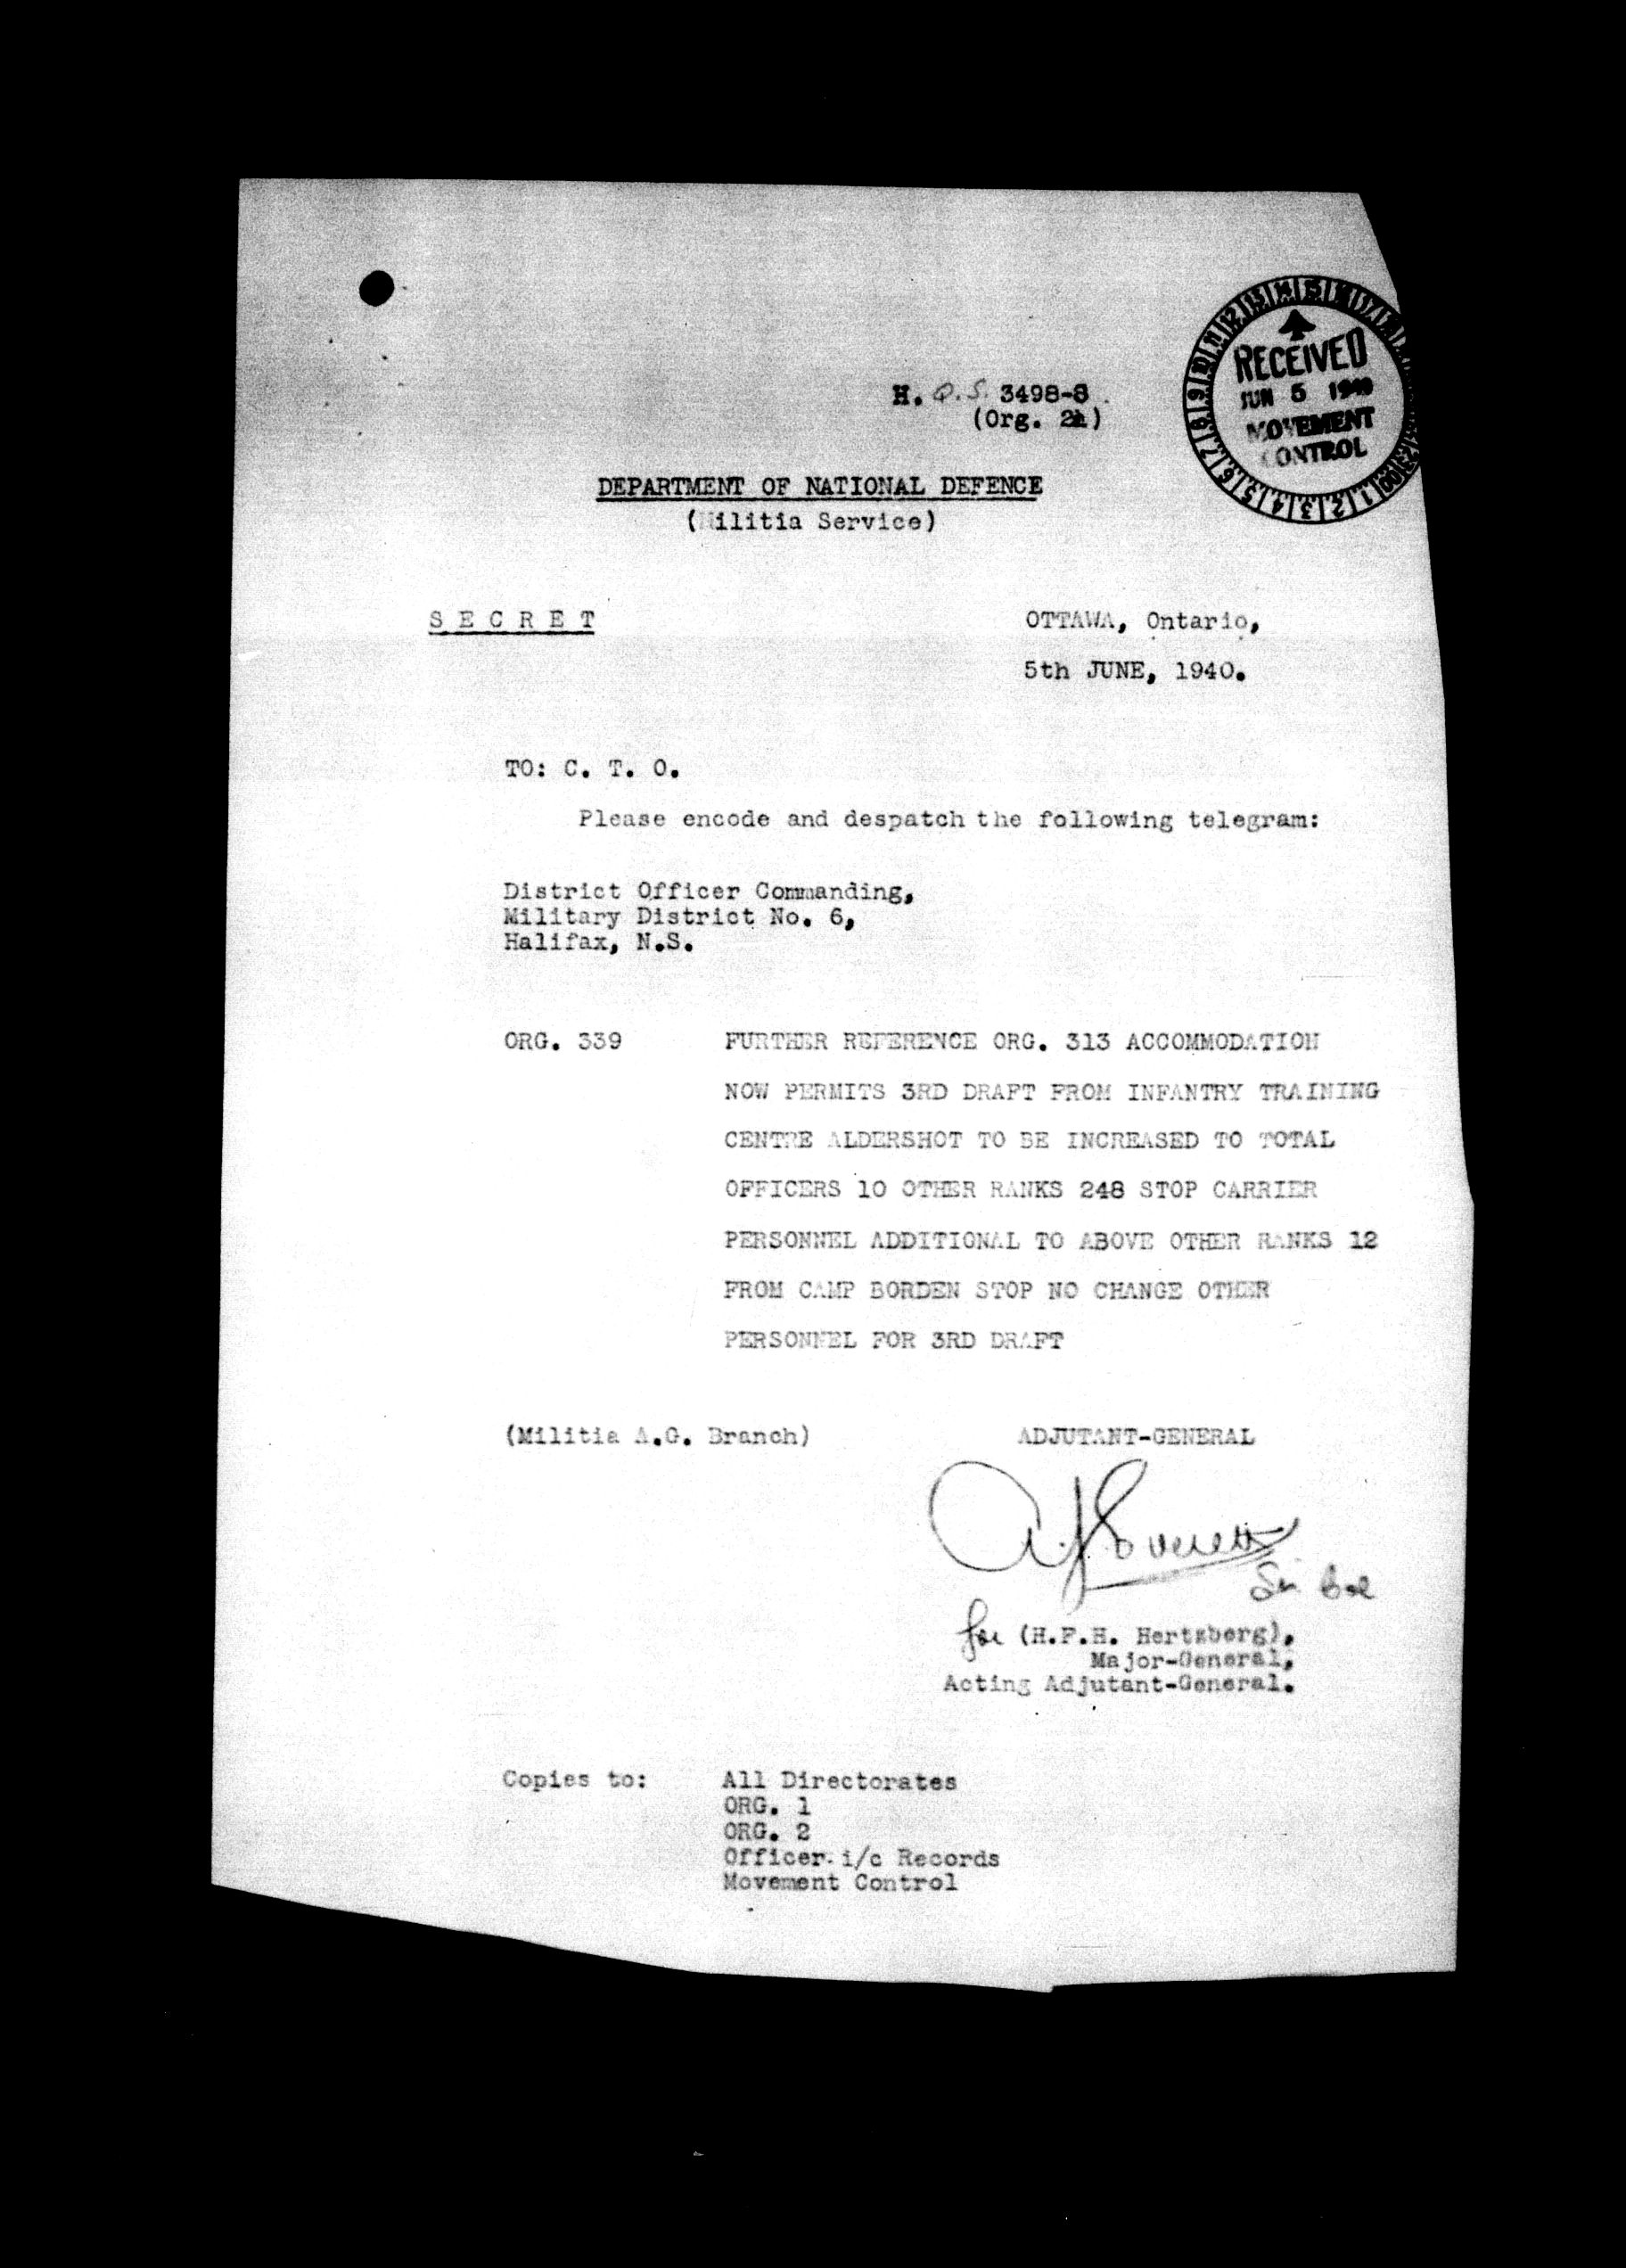 H. Q.S. 3498-8.
(Org. 2)
RECEIVED
JUN 5 1940
MOVEMENT
CONTROL
DEPARTMENT OF NATIONAL DEFENCE
(Militia Service)
S E C R E T
OTTAWA, Ontario,
5th JUNE, 1940.
TO: C. T. O.
Please encode and despatch the following telegram:
District Officer Commanding,
Military District No. 6,
Halifax, N.S.
ORG. 339 FURTHER REFERENCE ORG. 313 ACCOMMODATION
NOW PERMITS 3RD DRAFT FROM INFANTRY TRAINING
CENTRE ALDERSHOT TO BE INCREASED TO TOTAL
OFFICERS 10 OTHER RANKS 248 STOP CARRIER
PERSONNEL ADDITIONAL TO ABOVE OTHER RANKS 12
FROM CAMP BORDEN STOP NO CHANGE OTHER
PERSONNEL FOR 3RD DRAFT
(Militia A.G. Branch) ADJUTANT-GENERAL
for (H.F.H. Hertzberg),
Major-General,
Acting Adjutant-General.
Copies to: All Directorates
ORG. 1
ORG. 2
Officer i/c Records
Movement Control